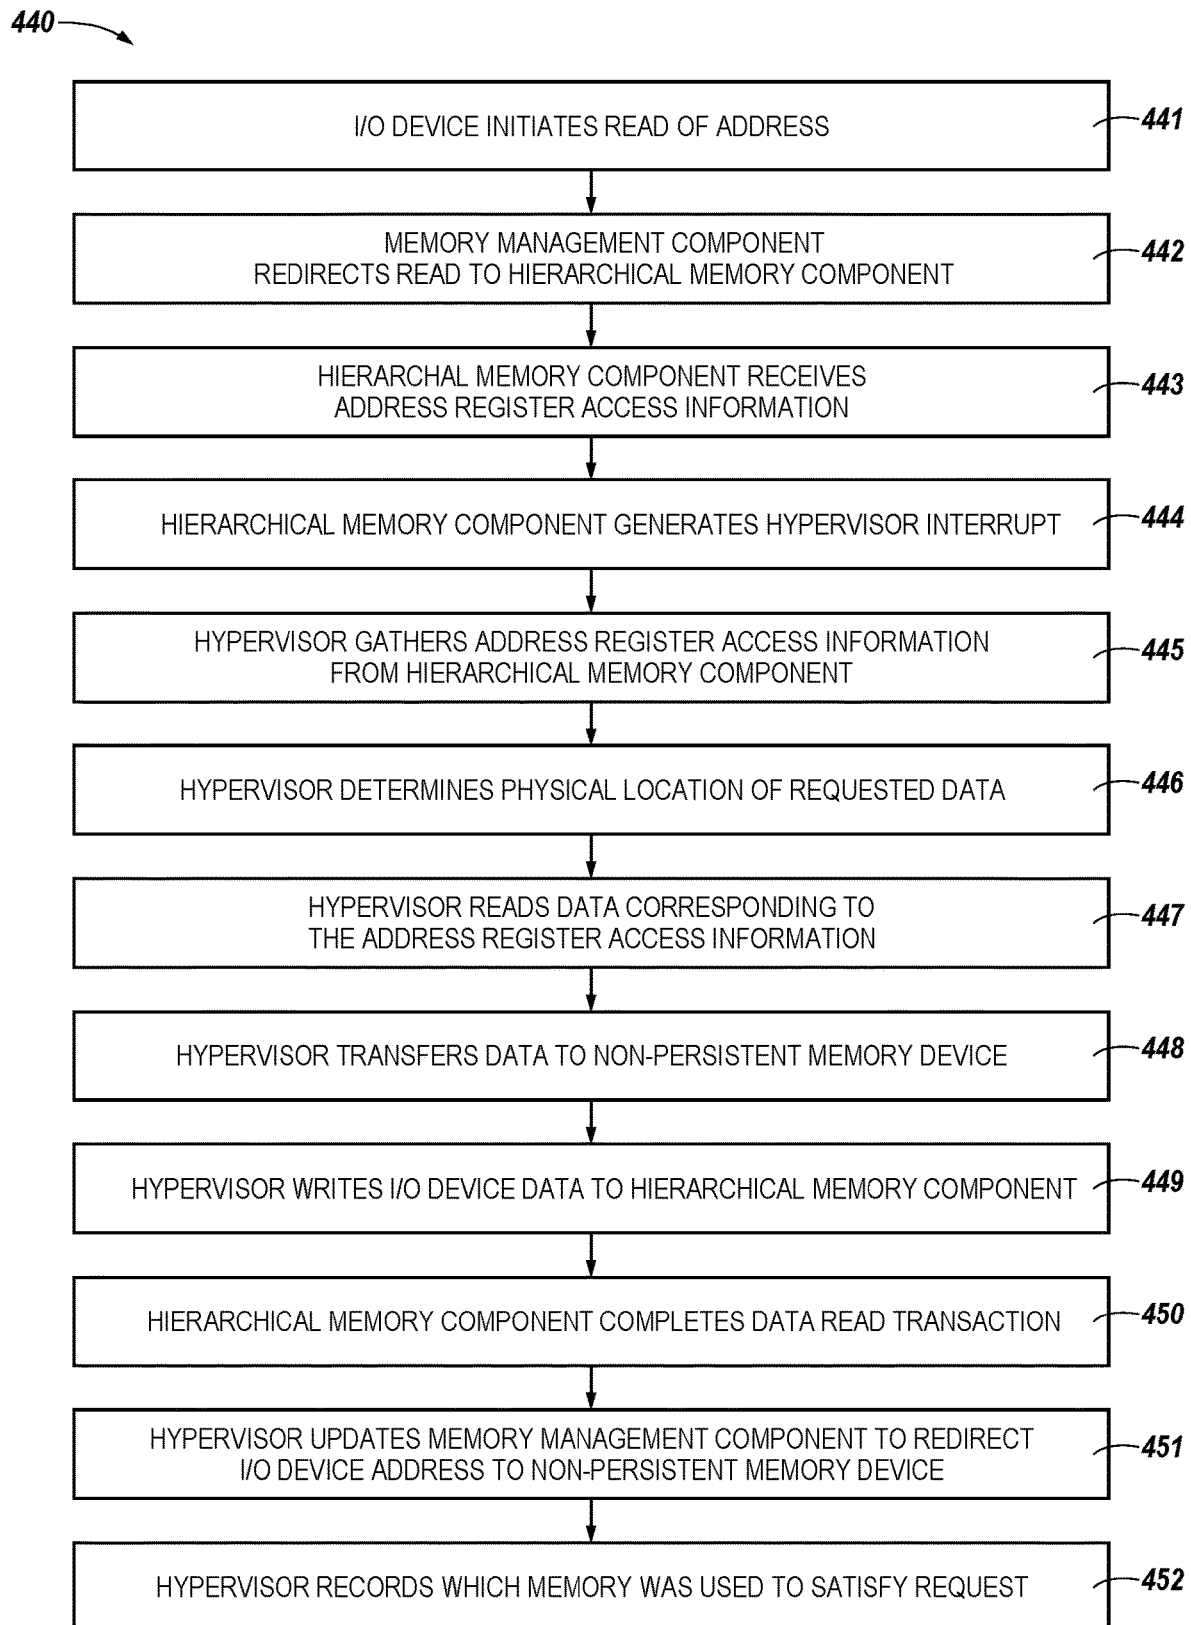 440
I/O DEVICE INITIATES READ OF ADDRESS
441
MEMORY MANAGEMENT COMPONENT
REDIRECTS READ TO HIERARCHICAL MEMORY COMPONENT
442
HIERARCHAL MEMORY COMPONENT RECEIVES
ADDRESS REGISTER ACCESS INFORMATION
443
HIERARCHICAL MEMORY COMPONENT GENERATES HYPERVISOR INTERRUPT
444
HYPERVISOR GATHERS ADDRESS REGISTER ACCESS INFORMATION
FROM HIERARCHICAL MEMORY COMPONENT
445
HYPERVISOR DETERMINES PHYSICAL LOCATION OF REQUESTED DATA
446
HYPERVISOR READS DATA CORRESPONDING TO
THE ADDRESS REGISTER ACCESS INFORMATION
447
HYPERVISOR TRANSFERS DATA TO NON-PERSISTENT MEMORY DEVICE
448
HYPERVISOR WRITES I/O DEVICE DATA TO HIERARCHICAL MEMORY COMPONENT
449
HIERARCHICAL MEMORY COMPONENT COMPLETES DATA READ TRANSACTION
450
HYPERVISOR UPDATES MEMORY MANAGEMENT COMPONENT TO REDIRECT
I/O DEVICE ADDRESS TO NON-PERSISTENT MEMORY DEVICE
451
HYPERVISOR RECORDS WHICH MEMORY WAS USED TO SATISFY REQUEST
452